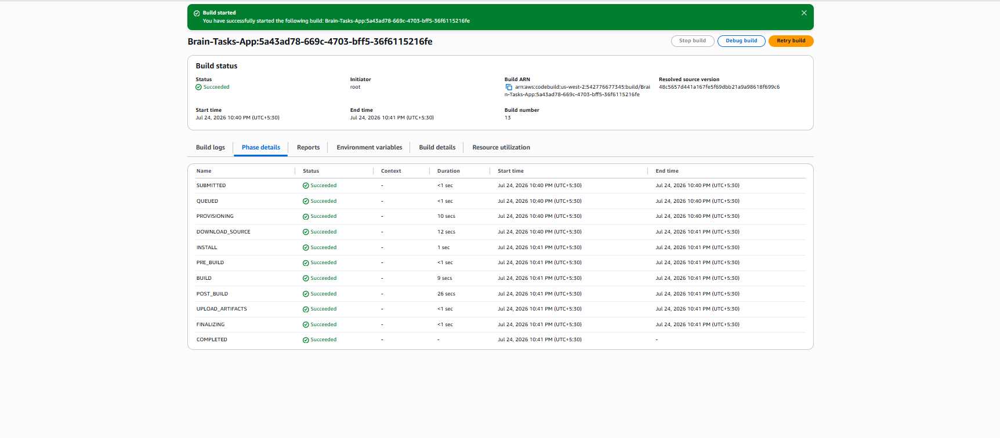 Build started
You have successfully started the following build: Brain-Tasks-App:5a43ad78-669c-4703-bff5-36f6115216fe
Brain-Tasks-App:5a43ad78-669c-4703-bff5-36f6115216fe
Stop build Debug build Retry build
Build status
Status Initiator Build ARN Resolved source version
Succeeded root arn:aws:codebuild:us-west-2:542776677345:build/Brai 48c5657d441a167fe5f69dbb21a9a98618f699c6
n-Tasks-App:5a43ad78-669c-4703-bff5-36f6115216fe
Start time End time Build number
Jul 24, 2026 10:40 PM (UTC+5:30) Jul 24, 2026 10:41 PM (UTC+5:30) 13
Build logs Phase details Reports Environment variables Build details Resource utilization
Name Status Context Duration Start time End time
SUBMITTED Succeeded - <1 sec Jul 24, 2026 10:40 PM (UTC+5:30) Jul 24, 2026 10:40 PM (UTC+5:30)
QUEUED Succeeded - <1 sec Jul 24, 2026 10:40 PM (UTC+5:30) Jul 24, 2026 10:40 PM (UTC+5:30)
PROVISIONING Succeeded - 10 secs Jul 24, 2026 10:40 PM (UTC+5:30) Jul 24, 2026 10:40 PM (UTC+5:30)
DOWNLOAD_SOURCE Succeeded - 12 secs Jul 24, 2026 10:40 PM (UTC+5:30) Jul 24, 2026 10:41 PM (UTC+5:30)
INSTALL Succeeded - 1 sec Jul 24, 2026 10:41 PM (UTC+5:30) Jul 24, 2026 10:41 PM (UTC+5:30)
PRE_BUILD Succeeded - <1 sec Jul 24, 2026 10:41 PM (UTC+5:30) Jul 24, 2026 10:41 PM (UTC+5:30)
BUILD Succeeded - 9 secs Jul 24, 2026 10:41 PM (UTC+5:30) Jul 24, 2026 10:41 PM (UTC+5:30)
POST_BUILD Succeeded - 26 secs Jul 24, 2026 10:41 PM (UTC+5:30) Jul 24, 2026 10:41 PM (UTC+5:30)
UPLOAD_ARTIFACTS Succeeded - <1 sec Jul 24, 2026 10:41 PM (UTC+5:30) Jul 24, 2026 10:41 PM (UTC+5:30)
FINALIZING Succeeded - <1 sec Jul 24, 2026 10:41 PM (UTC+5:30) Jul 24, 2026 10:41 PM (UTC+5:30)
COMPLETED Succeeded - - Jul 24, 2026 10:41 PM (UTC+5:30) -